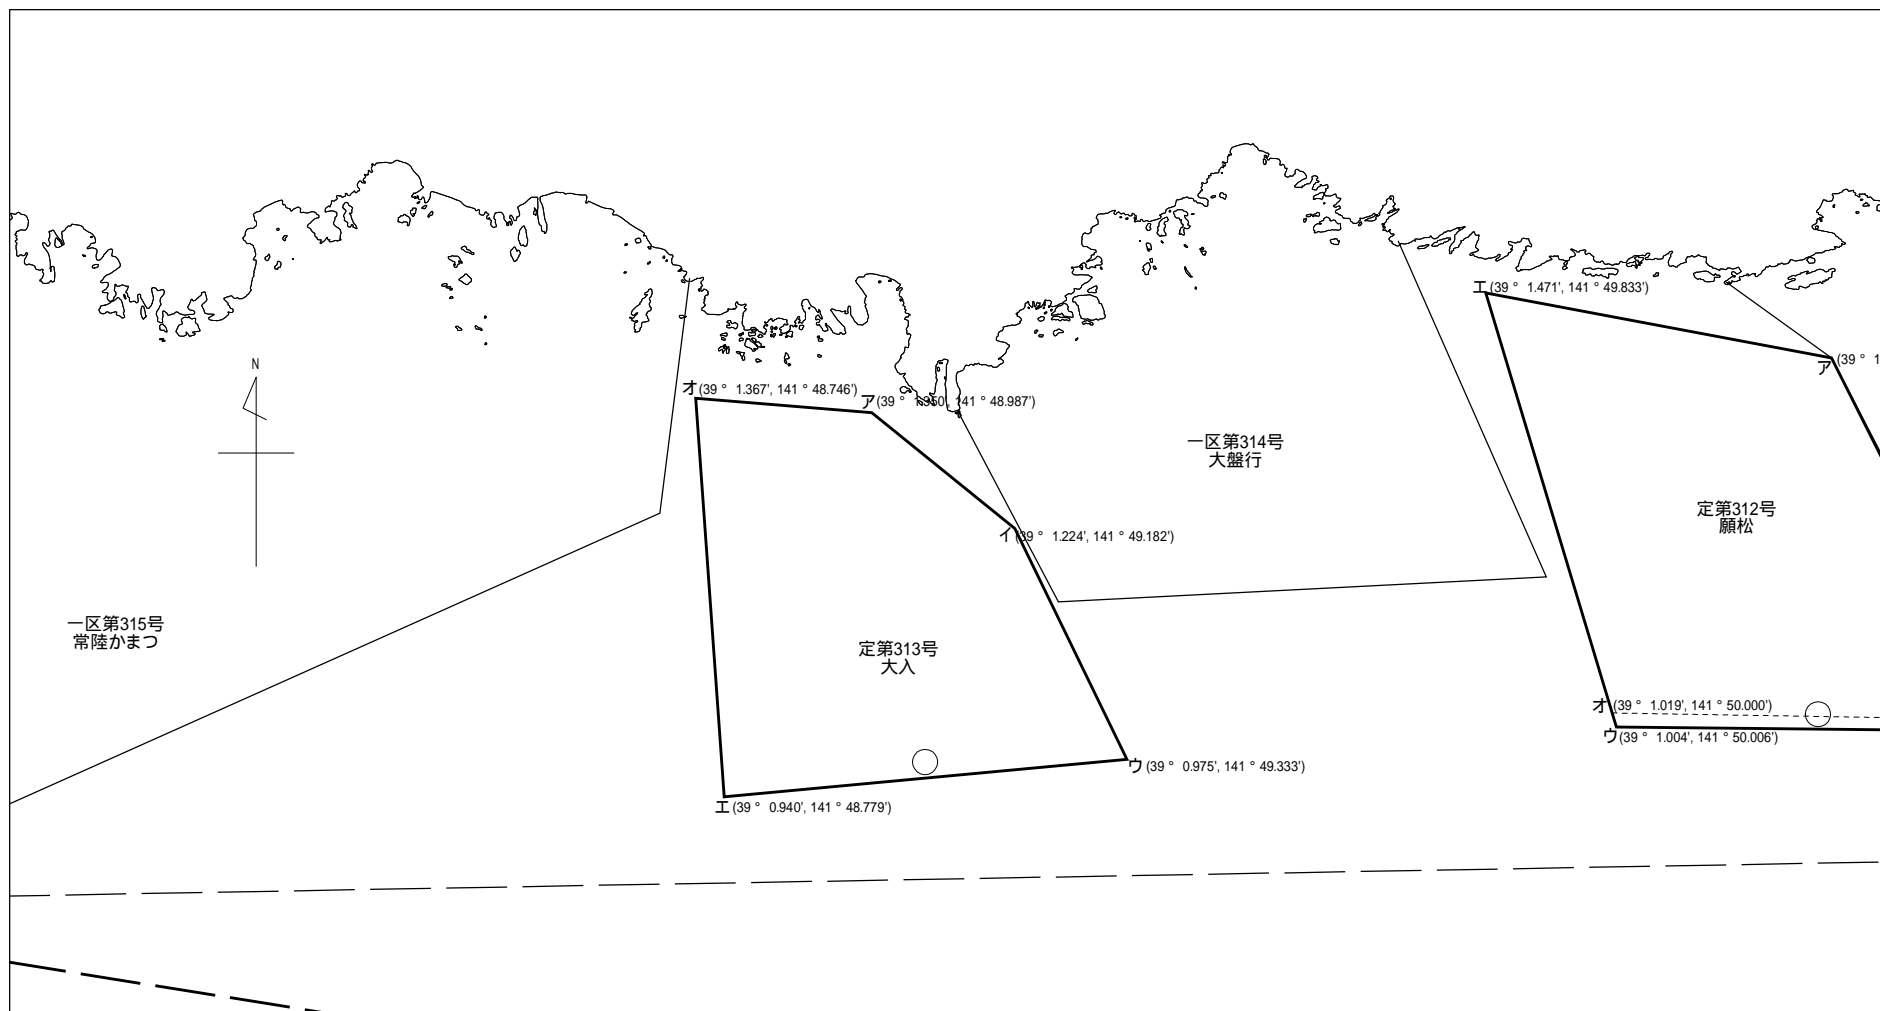 エ(39° 1.471', 141° 49.833')
ア(39° 1
N
オ(39° 1.367', 141° 48.746')
ア(39° 1.350', 141° 48.987')
一区第314号
大盤行
定第312号
願松
イ(39° 1.224', 141° 49.182')
一区第315号
常陸かまつ
定第313号
大入
オ(39° 1.019', 141° 50.000')
ウ(39° 1.004', 141° 50.006')
ウ(39° 0.975', 141° 49.333')
エ(39° 0.940', 141° 48.779')